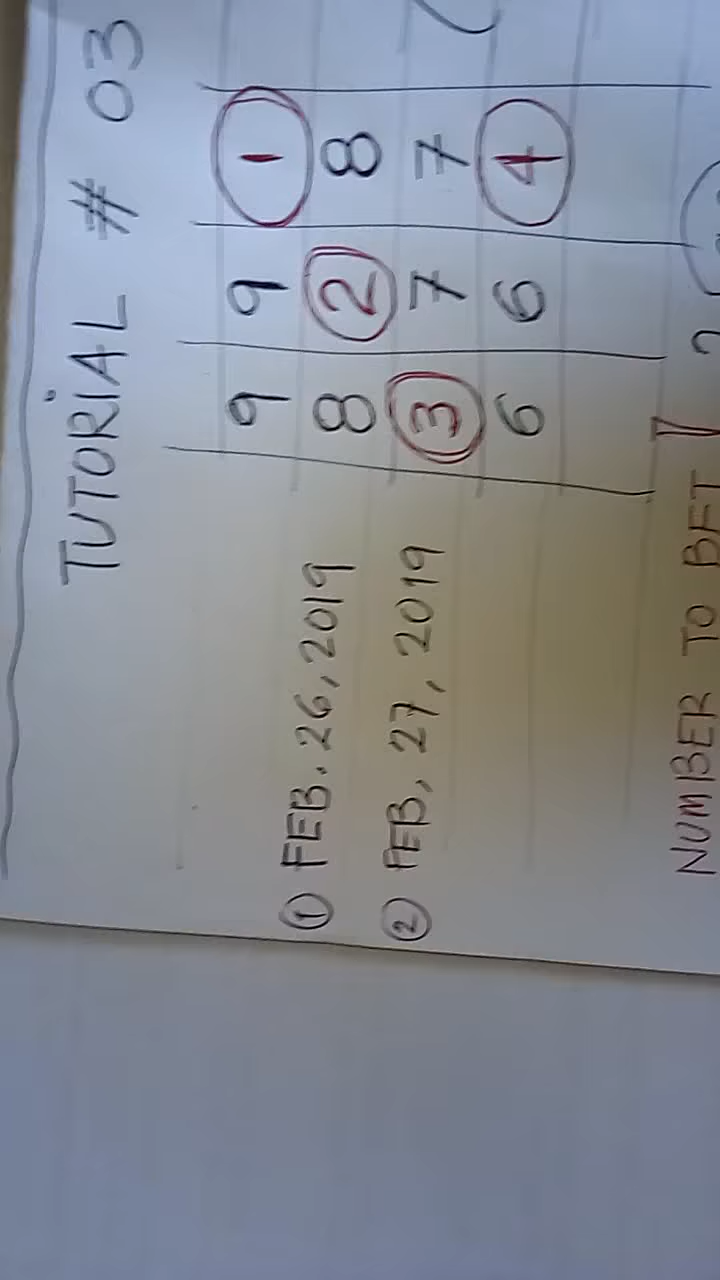 TUTORIAL # 03
9 9 1
① FEB. 26, 2019 8 2 8
② FEB, 27, 2019 3 7 7
6 6 4
NUMBER TO BET